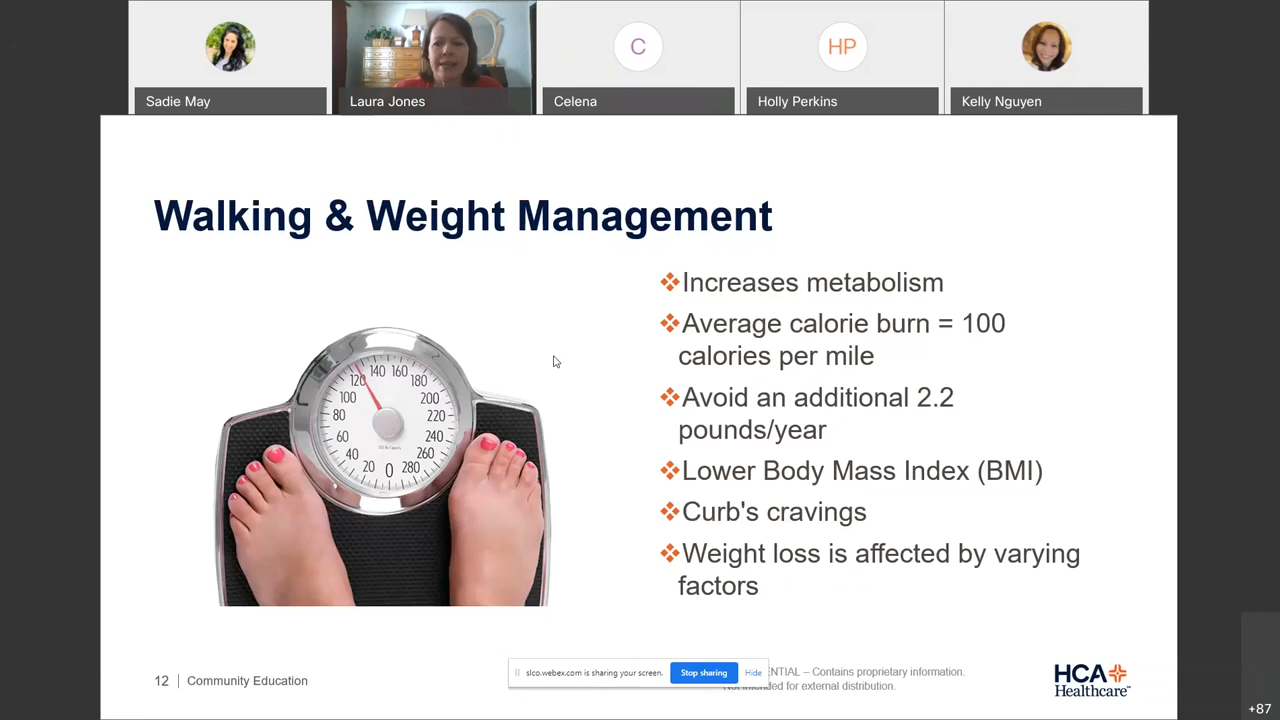 C
HP
Sadie May
Laura Jones
Celena
Holly Perkins
Kelly Nguyen
Walking & Weight Management
❖Increases metabolism
❖Average calorie burn = 100
calories per mile
❖Avoid an additional 2.2
pounds/year
❖Lower Body Mass Index (BMI)
❖Curb's cravings
❖Weight loss is affected by varying
factors
120 140 160
100 180
80 200
60 220
40 240
20 0 280 260
12 | Community Education
slco.webex.com is sharing your screen. Stop sharing Hide
ENTIAL – Contains proprietary information.
Not intended for external distribution.
HCA
Healthcare™
+87